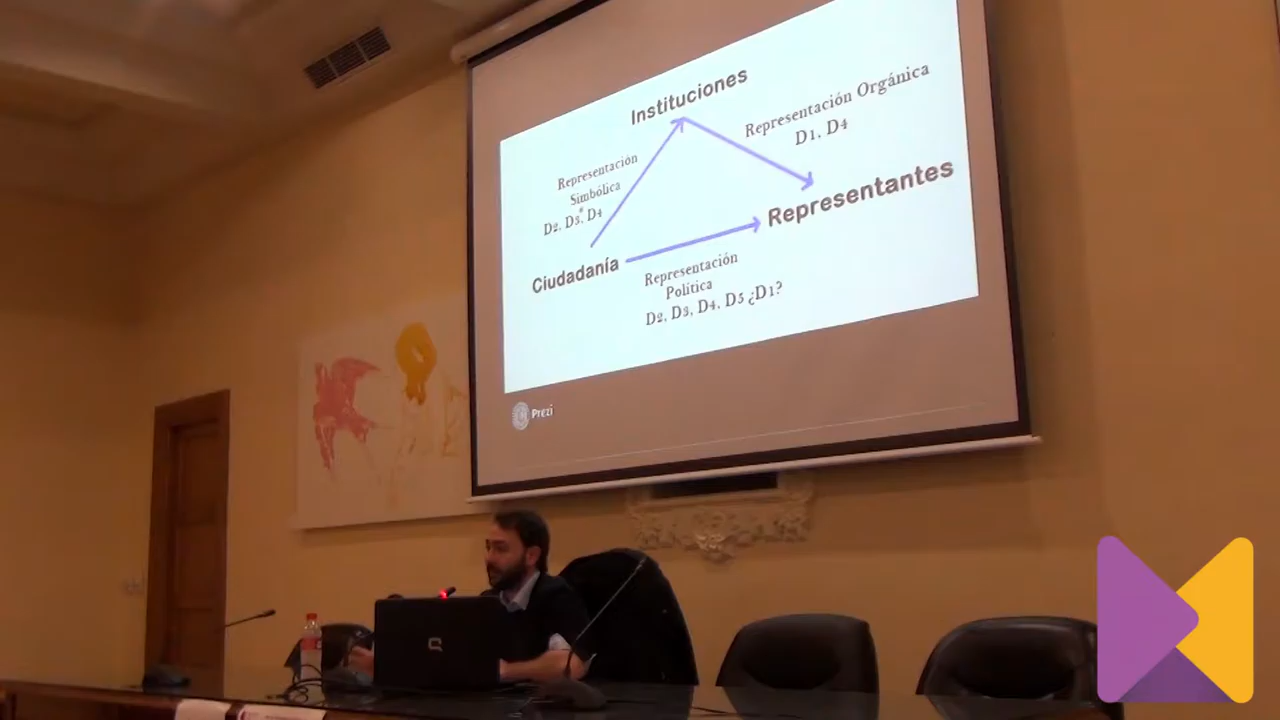 Instituciones
Representación Orgánica
D1, D4
Representación
Simbólica
D2, D3*, D4
Representantes
Ciudadanía
Representación
Política
D2, D3, D4, D5 ¿D1?
Prezi